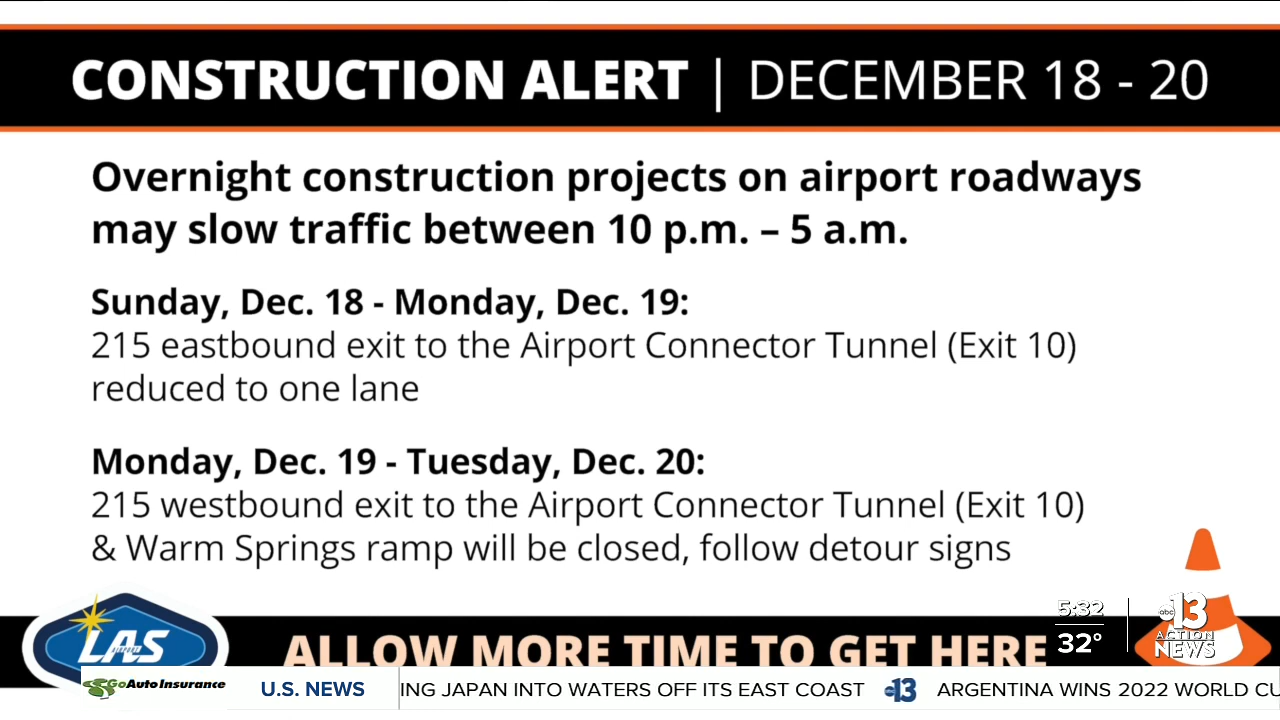 CONSTRUCTION ALERT | DECEMBER 18 - 20
Overnight construction projects on airport roadways
may slow traffic between 10 p.m. – 5 a.m.
Sunday, Dec. 18 - Monday, Dec. 19:
215 eastbound exit to the Airport Connector Tunnel (Exit 10)
reduced to one lane
Monday, Dec. 19 - Tuesday, Dec. 20:
215 westbound exit to the Airport Connector Tunnel (Exit 10)
& Warm Springs ramp will be closed, follow detour signs
LAS
ALLOW MORE TIME TO GET HERE
5:32
32°
abc 13
ACTION
NEWS
GoAuto Insurance
U.S. NEWS
ING JAPAN INTO WATERS OFF ITS EAST COAST 13 ARGENTINA WINS 2022 WORLD CU